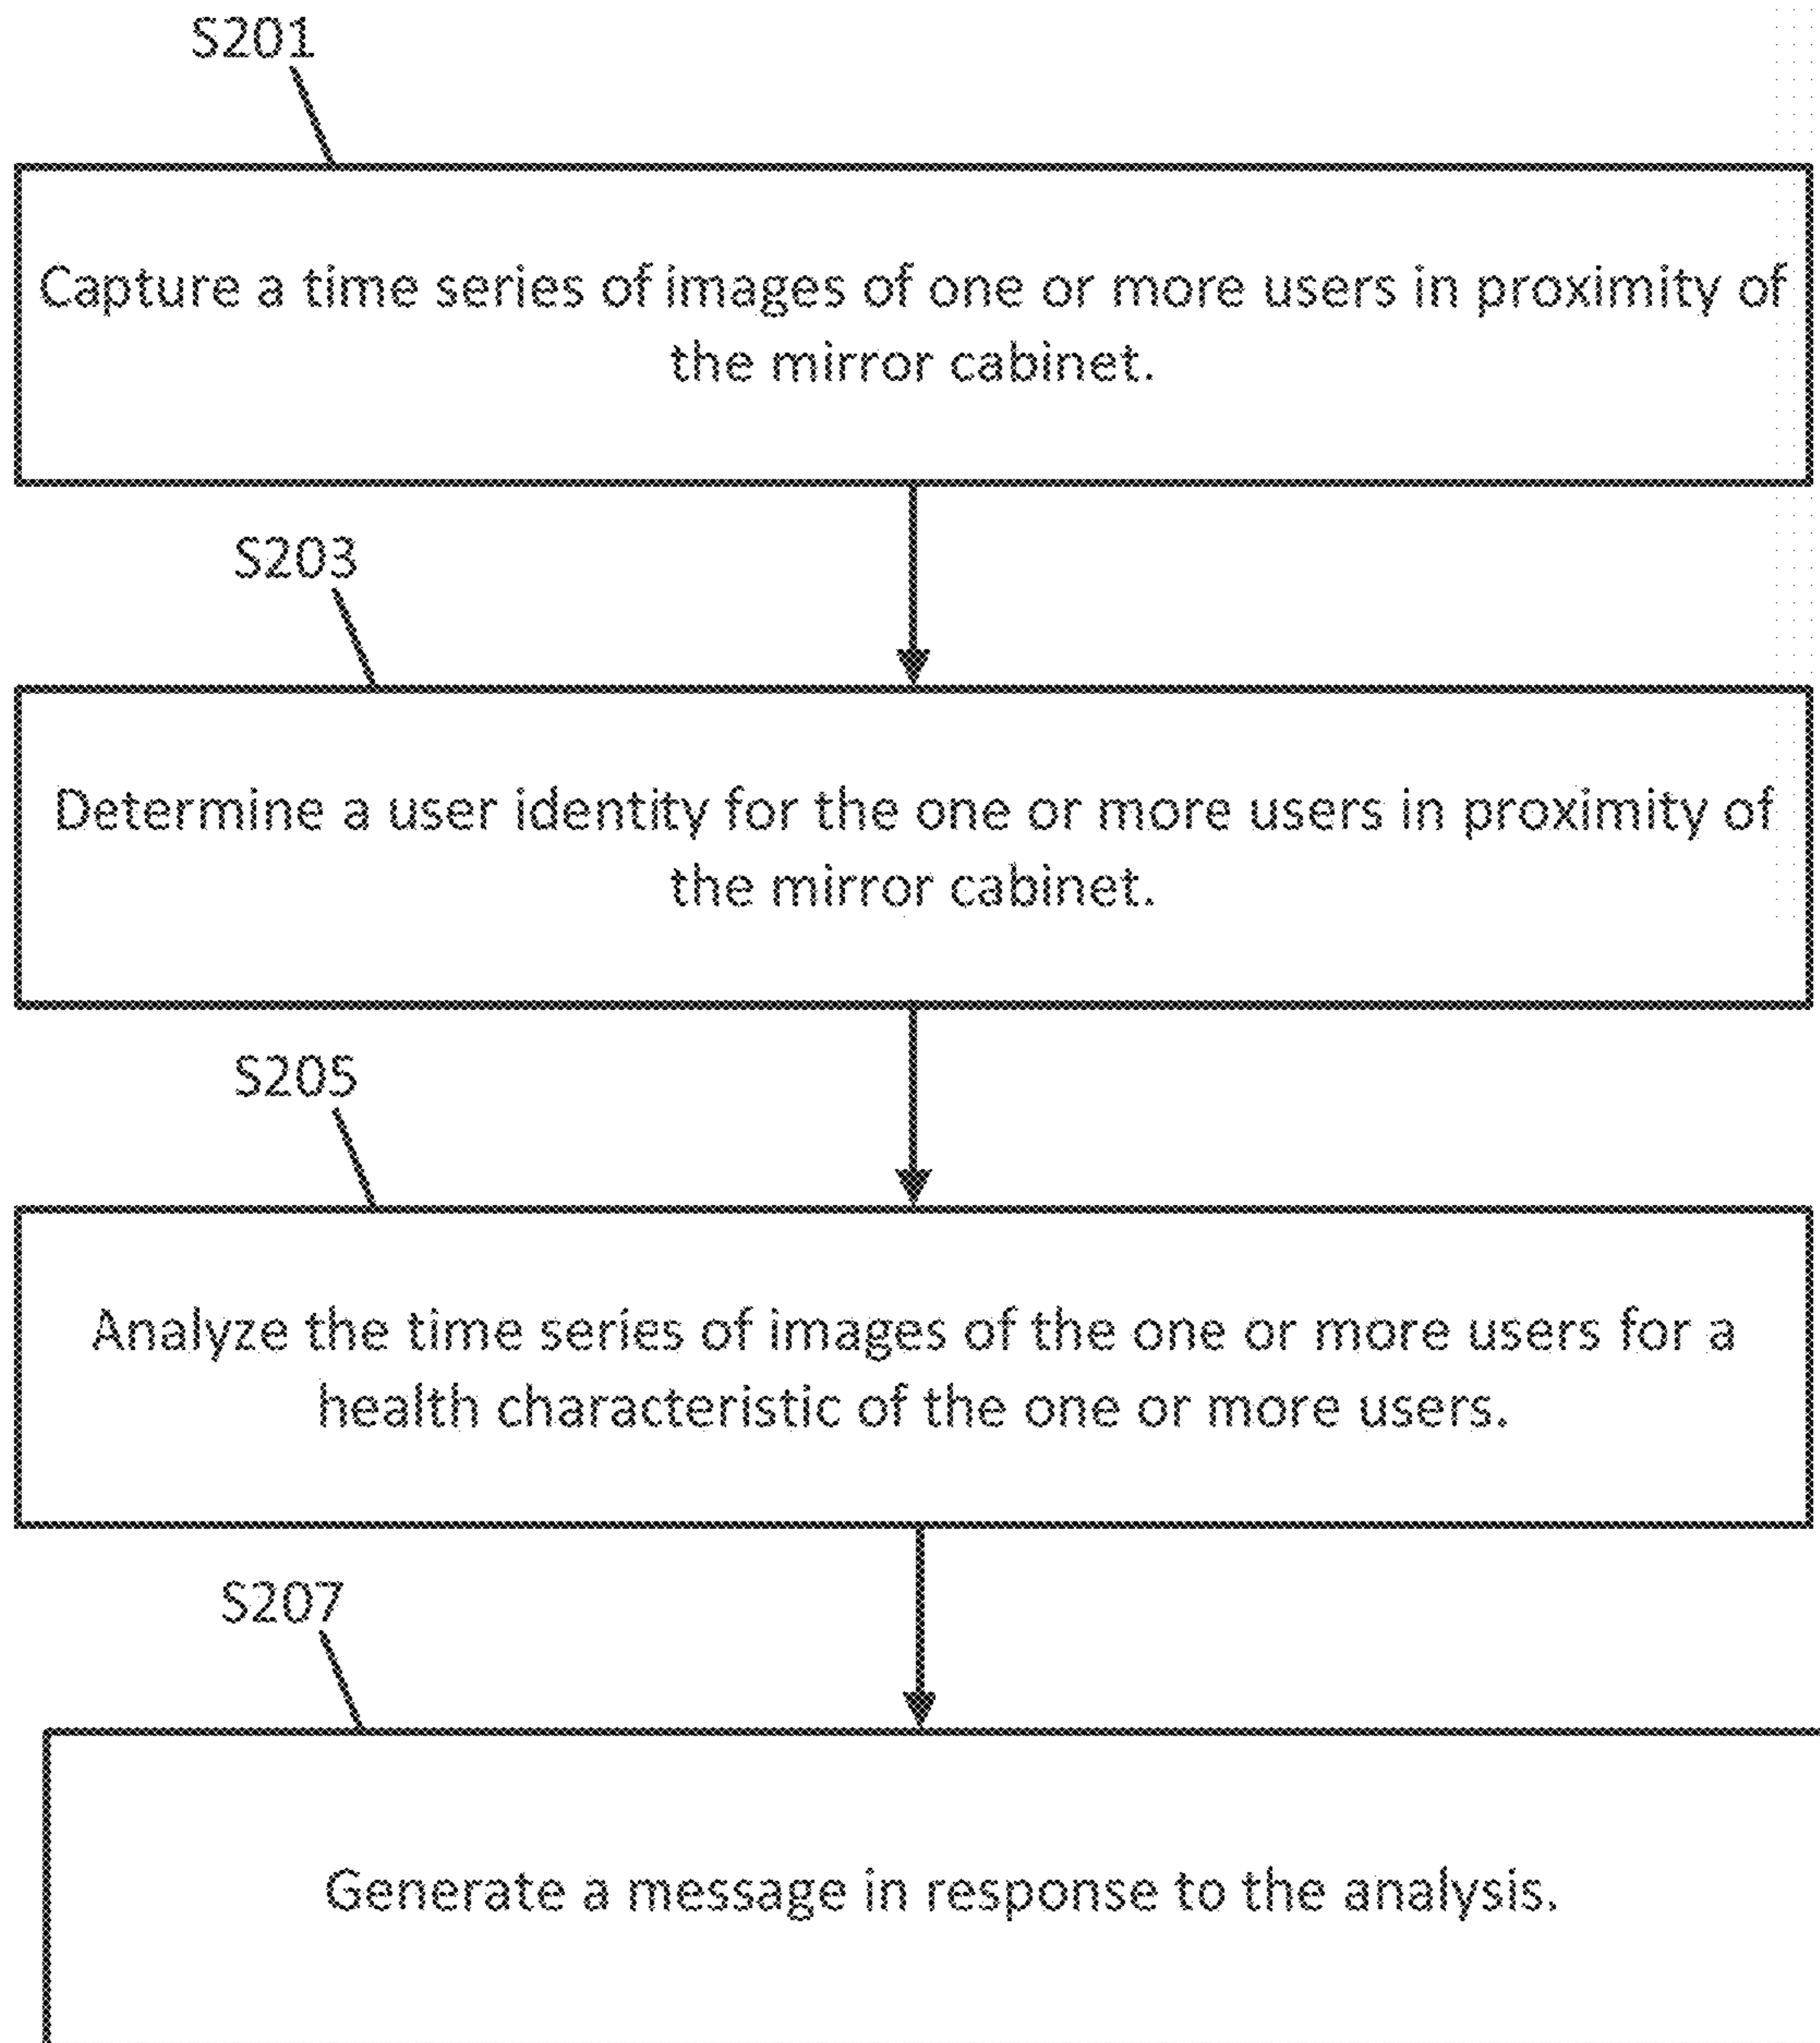 S201
Capture a time series of images of one or more users in proximity of
the mirror cabinet.
S203
Determine a user identity for the one or more users in proximity of
the mirror cabinet.
S205
Analyze the time series of images of the one or more users for a
health characteristic of the one or more users.
S207
Generate a message in response to the analysis.